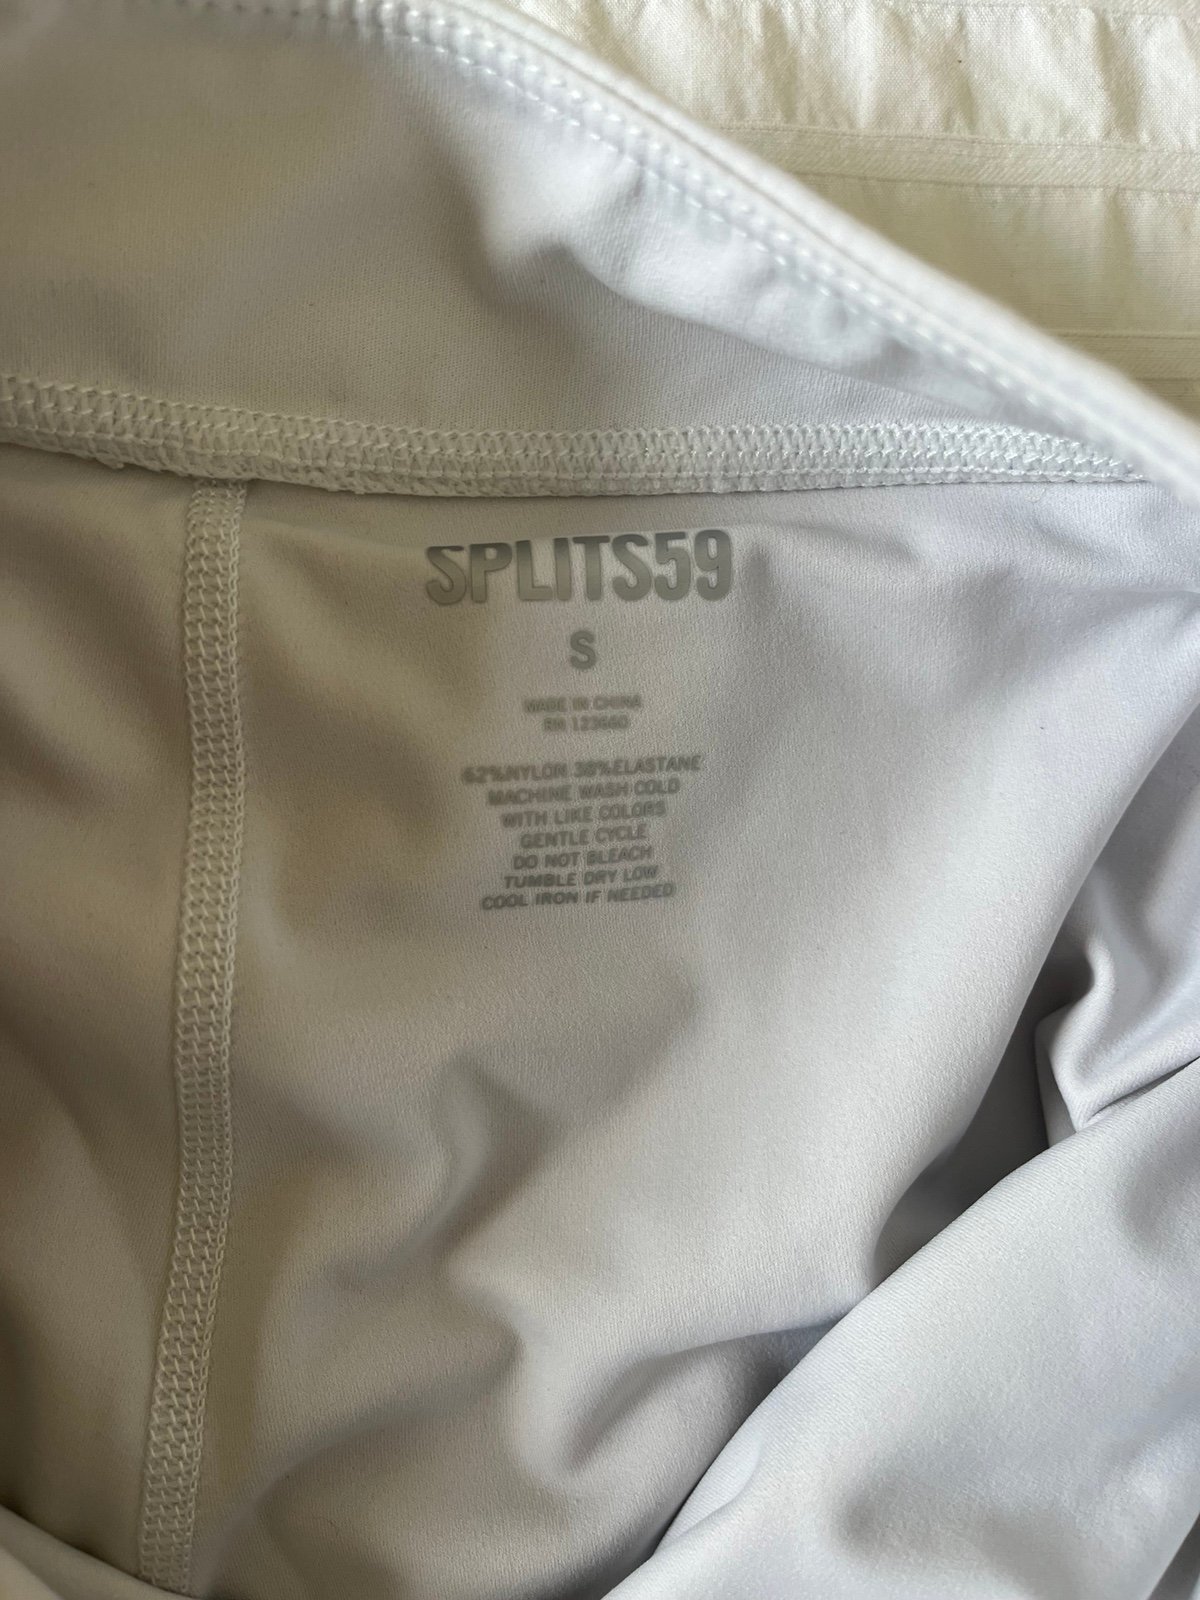 SPLITS59
S
MADE IN CHINA
RN 123660
62%NYLON 38%ELASTANE
MACHINE WASH COLD
WITH LIKE COLORS
GENTLE CYCLE
DO NOT BLEACH
TUMBLE DRY LOW
COOL IRON IF NEEDED